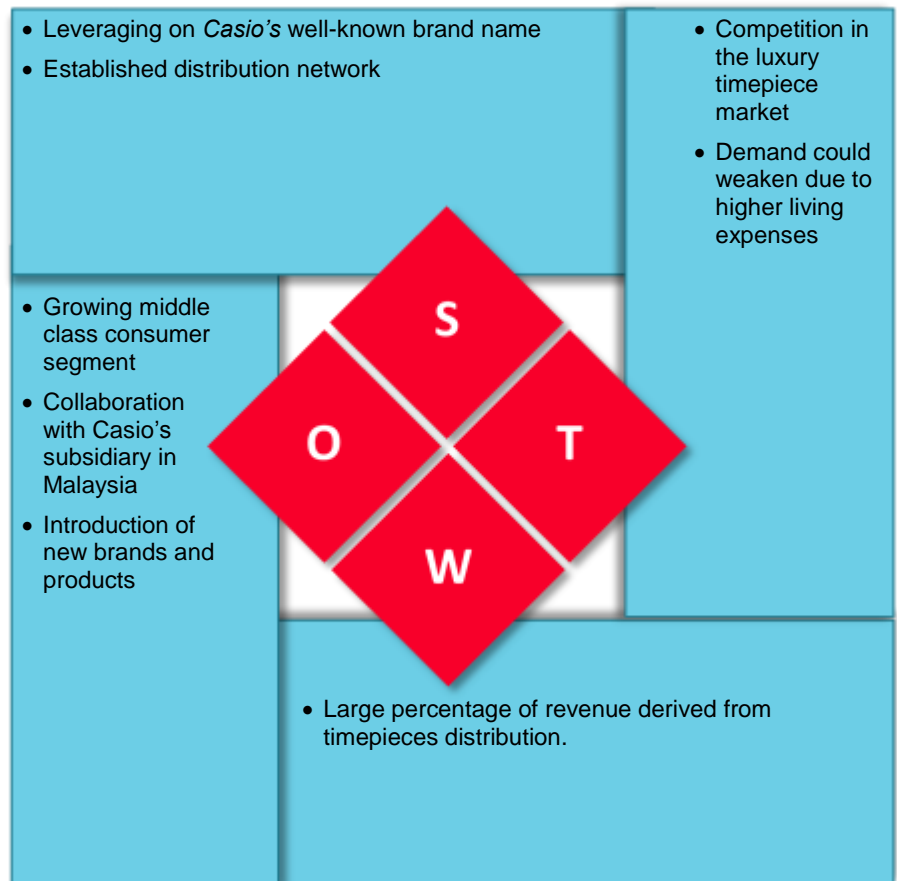 • Leveraging on Casio’s well-known brand name
• Established distribution network
• Competition in
the luxury
timepiece
market
• Demand could
weaken due to
higher living
expenses
S
• Growing middle
class consumer
segment
• Collaboration
with Casio’s
subsidiary in
Malaysia
• Introduction of
new brands and
products
O
T
W
• Large percentage of revenue derived from
timepieces distribution.